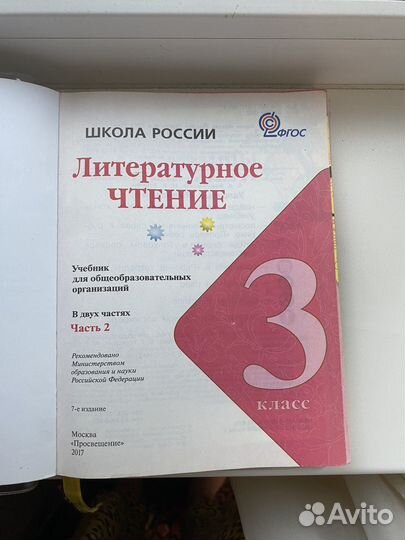 ШКОЛА РОССИИ
ФГОС
Литературное
ЧТЕНИЕ
Учебник
для общеобразовательных
организаций
В двух частях
Часть 2
Рекомендовано
Министерством
образования и науки
Российской Федерации
3
класс
7-е издание
Москва
«Просвещение»
2017
Avito